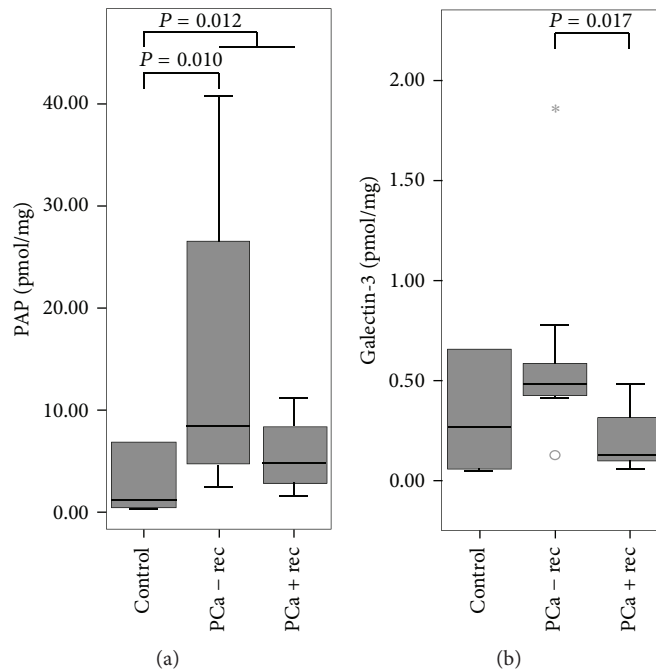 P = 0.012
P = 0.010
40.00
30.00
20.00
10.00
0.00
PAP (pmol/mg)
Control
PCa − rec
PCa + rec
(a)
P = 0.017
2.00
1.50
1.00
0.50
0.00
Galectin-3 (pmol/mg)
Control
PCa − rec
PCa + rec
(b)